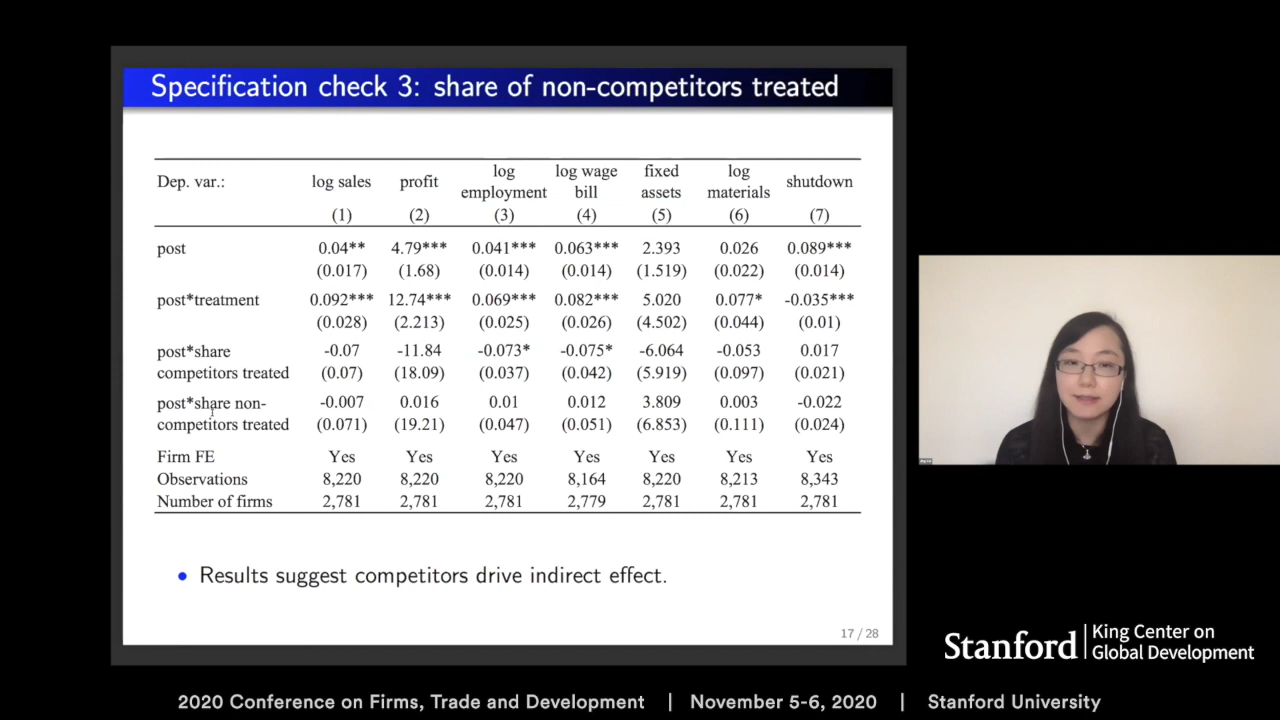 Specification check 3: share of non-competitors treated
Dep. var.: log sales profit log employment log wage bill fixed assets log materials shutdown
(1) (2) (3) (4) (5) (6) (7)
post 0.04** 4.79*** 0.041*** 0.063*** 2.393 0.026 0.089***
(0.017) (1.68) (0.014) (0.014) (1.519) (0.022) (0.014)
post*treatment 0.092*** 12.74*** 0.069*** 0.082*** 5.020 0.077* -0.035***
(0.028) (2.213) (0.025) (0.026) (4.502) (0.044) (0.01)
post*share -0.07 -11.84 -0.073* -0.075* -6.064 -0.053 0.017
competitors treated (0.07) (18.09) (0.037) (0.042) (5.919) (0.097) (0.021)
post*share non- -0.007 0.016 0.01 0.012 3.809 0.003 -0.022
competitors treated (0.071) (19.21) (0.047) (0.051) (6.853) (0.111) (0.024)
Firm FE Yes Yes Yes Yes Yes Yes Yes
Observations 8,220 8,220 8,220 8,164 8,220 8,213 8,343
Number of firms 2,781 2,781 2,781 2,779 2,781 2,781 2,781
• Results suggest competitors drive indirect effect.
17 / 28
Stanford | King Center on
Global Development
2020 Conference on Firms, Trade and Development | November 5-6, 2020 | Stanford University